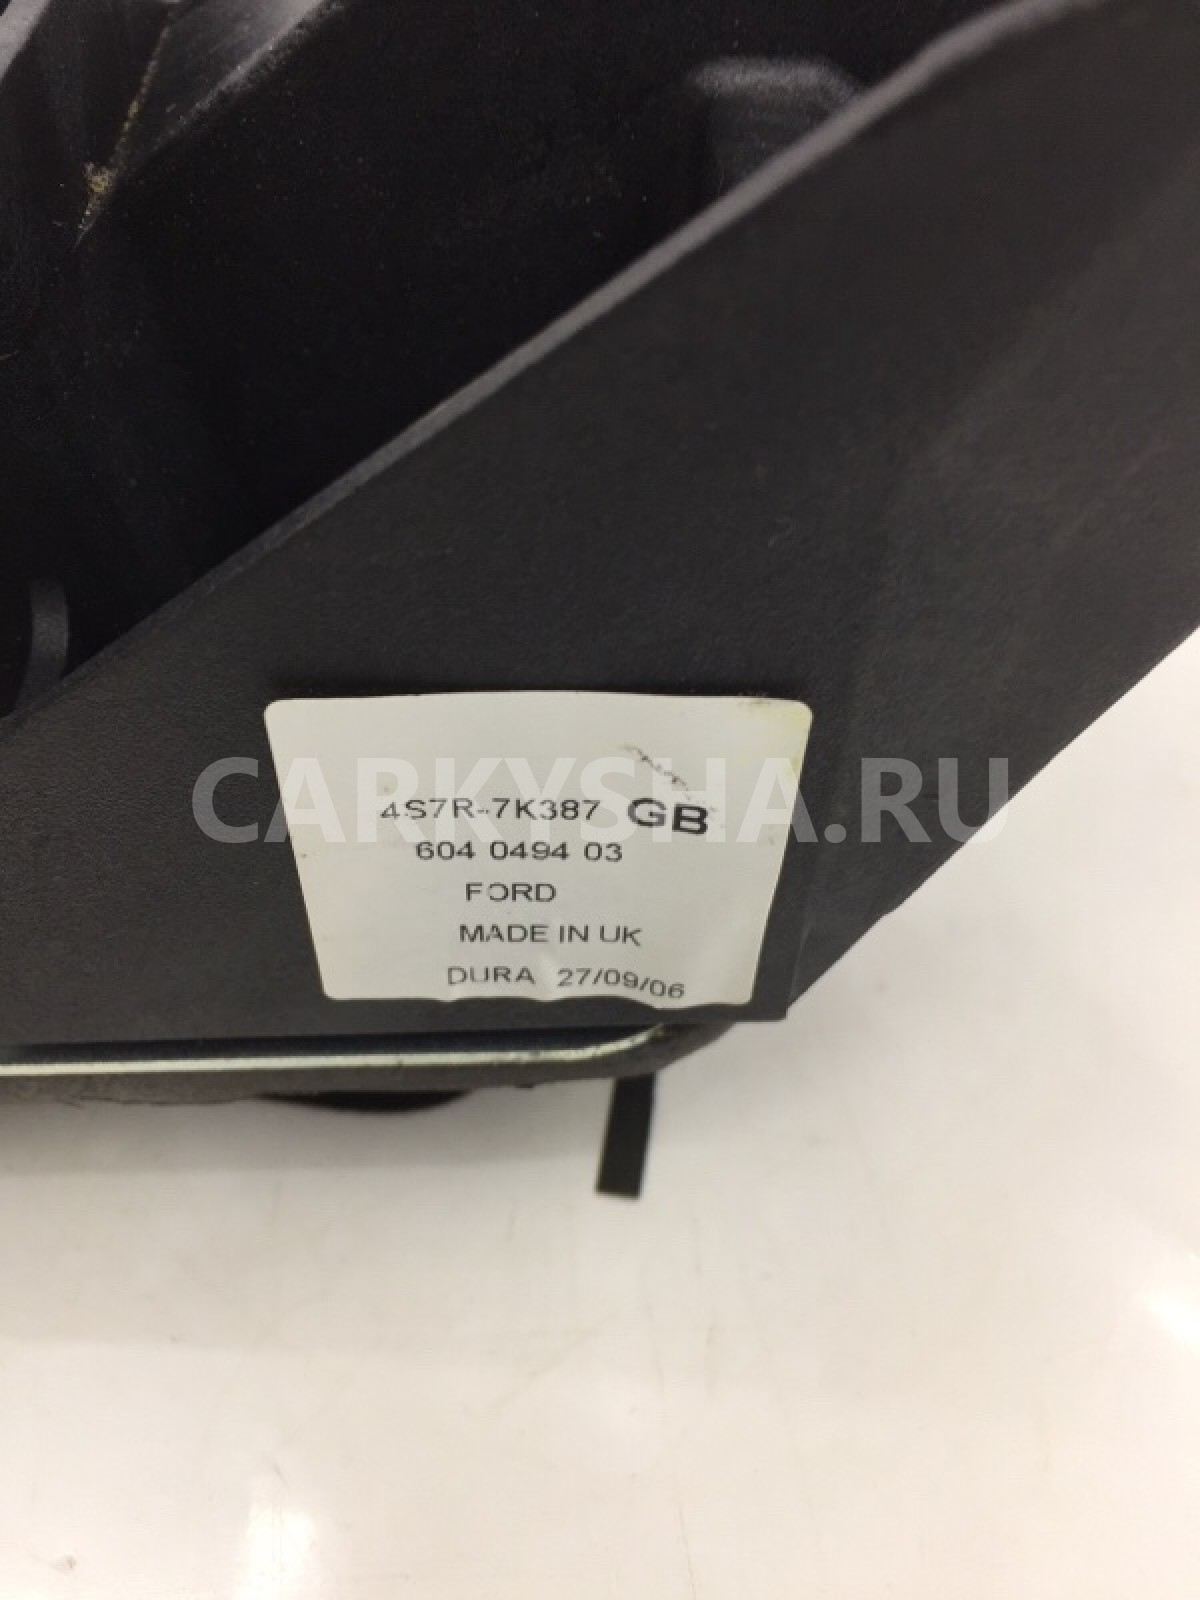 CARKYSHA.RU
4S7R-7K387 GB
604 0494 03
FORD
MADE IN UK
DURA 27/09/06